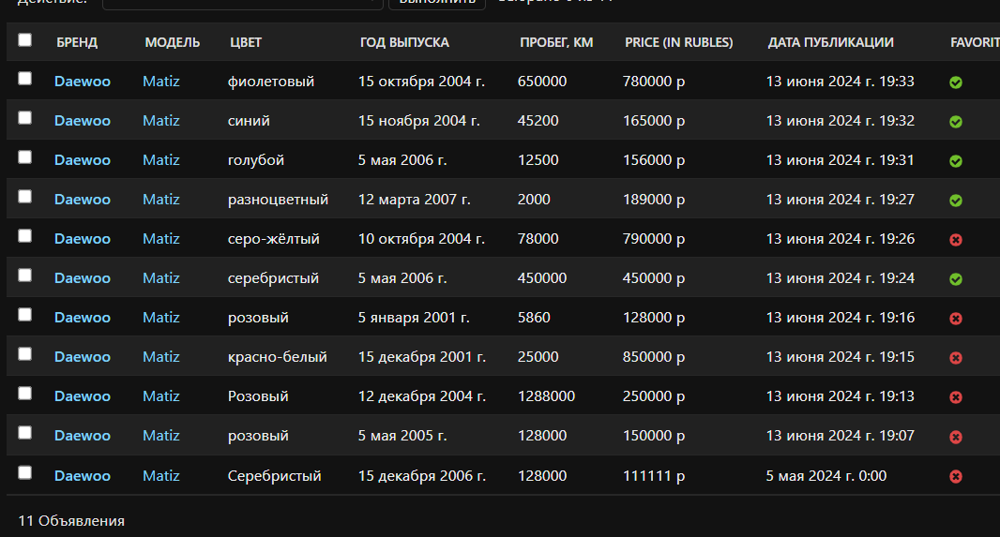 Действие:
Выполнить
БРЕНД МОДЕЛЬ ЦВЕТ ГОД ВЫПУСКА ПРОБЕГ, КМ PRICE (IN RUBLES) ДАТА ПУБЛИКАЦИИ FAVORIT
Daewoo Matiz фиолетовый 15 октября 2004 г. 650000 780000 р 13 июня 2024 г. 19:33
Daewoo Matiz синий 15 ноября 2004 г. 45200 165000 р 13 июня 2024 г. 19:32
Daewoo Matiz голубой 5 мая 2006 г. 12500 156000 р 13 июня 2024 г. 19:31
Daewoo Matiz разноцветный 12 марта 2007 г. 2000 189000 р 13 июня 2024 г. 19:27
Daewoo Matiz серо-жёлтый 10 октября 2004 г. 78000 790000 р 13 июня 2024 г. 19:26
Daewoo Matiz серебристый 5 мая 2006 г. 450000 450000 р 13 июня 2024 г. 19:24
Daewoo Matiz розовый 5 января 2001 г. 5860 128000 р 13 июня 2024 г. 19:16
Daewoo Matiz красно-белый 15 декабря 2001 г. 25000 850000 р 13 июня 2024 г. 19:15
Daewoo Matiz Розовый 12 декабря 2004 г. 1288000 250000 р 13 июня 2024 г. 19:13
Daewoo Matiz розовый 5 мая 2005 г. 128000 150000 р 13 июня 2024 г. 19:07
Daewoo Matiz Серебристый 15 декабря 2006 г. 128000 111111 р 5 мая 2024 г. 0:00
11 Объявления